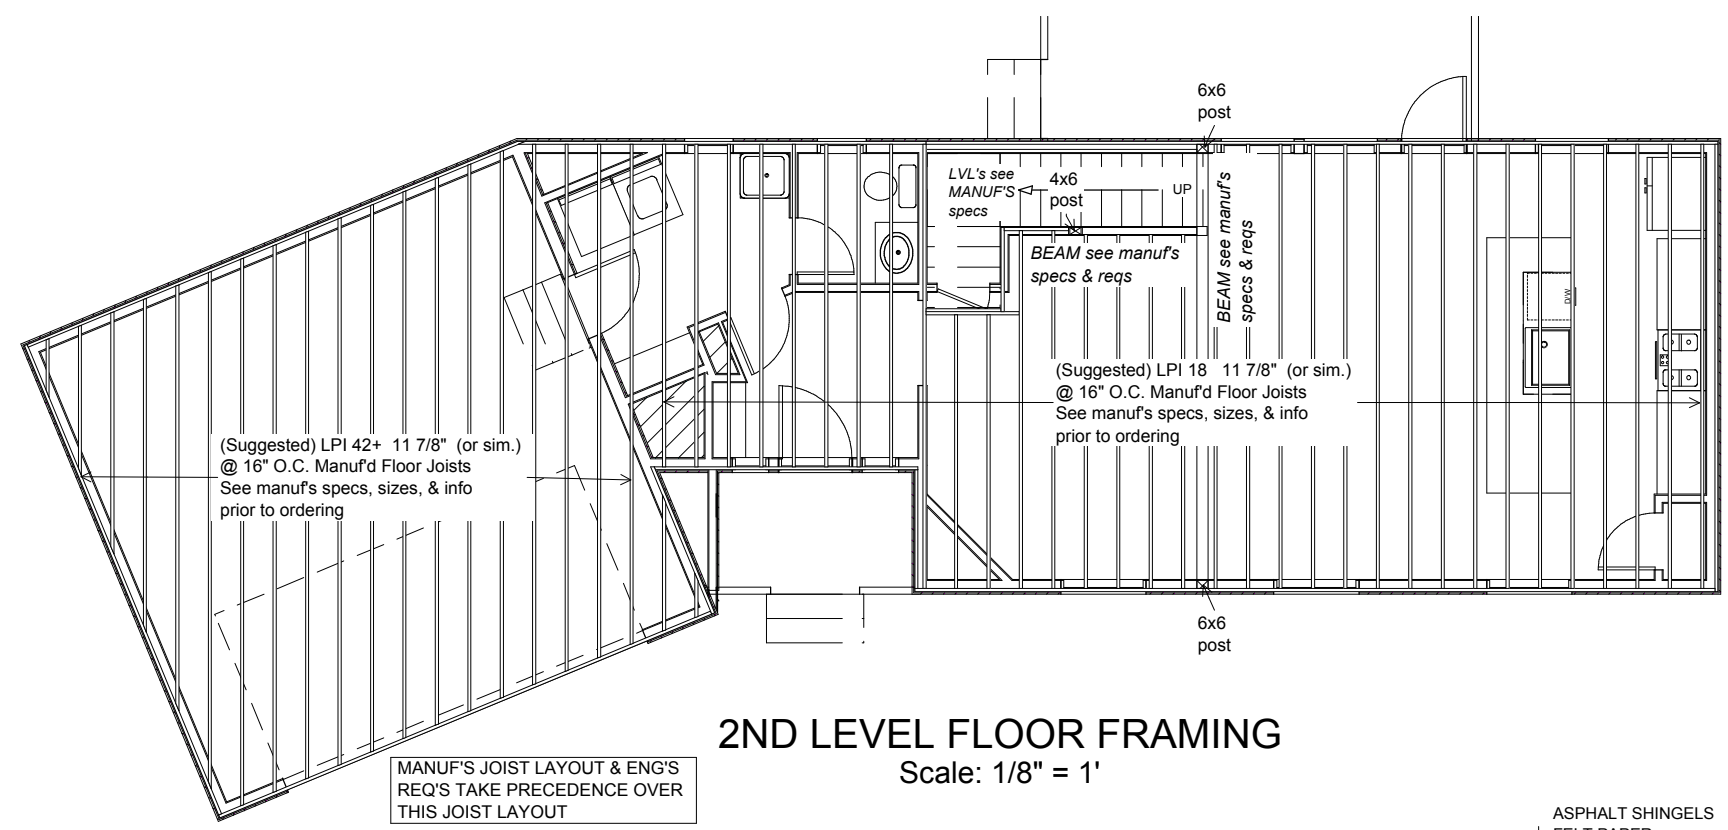 6x6
post
LVL's see
MANUF'S
specs
4x6
post
UP
BEAM see manuf's
specs & reqs
BEAM see manuf's
specs & reqs
D/W
(Suggested) LPI 18 11 7/8" (or sim.)
@ 16" O.C. Manuf'd Floor Joists
See manuf's specs, sizes, & info
prior to ordering
(Suggested) LPI 42+ 11 7/8" (or sim.)
@ 16" O.C. Manuf'd Floor Joists
See manuf's specs, sizes, & info
prior to ordering
6x6
post
2ND LEVEL FLOOR FRAMING
Scale: 1/8" = 1'
MANUF'S JOIST LAYOUT & ENG'S
REQ'S TAKE PRECEDENCE OVER
THIS JOIST LAYOUT
ASPHALT SHINGELS